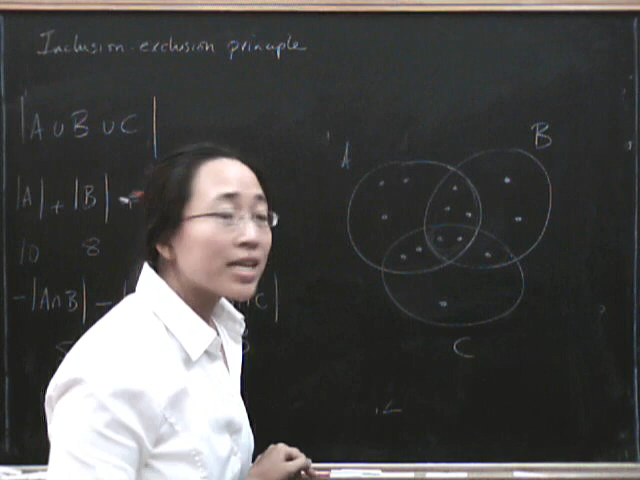 Inclusion-exclusion principle
|A ∪ B ∪ C|
B
A
|A| + |B| +
10 8
-|A∩B| - | ∩C|
C